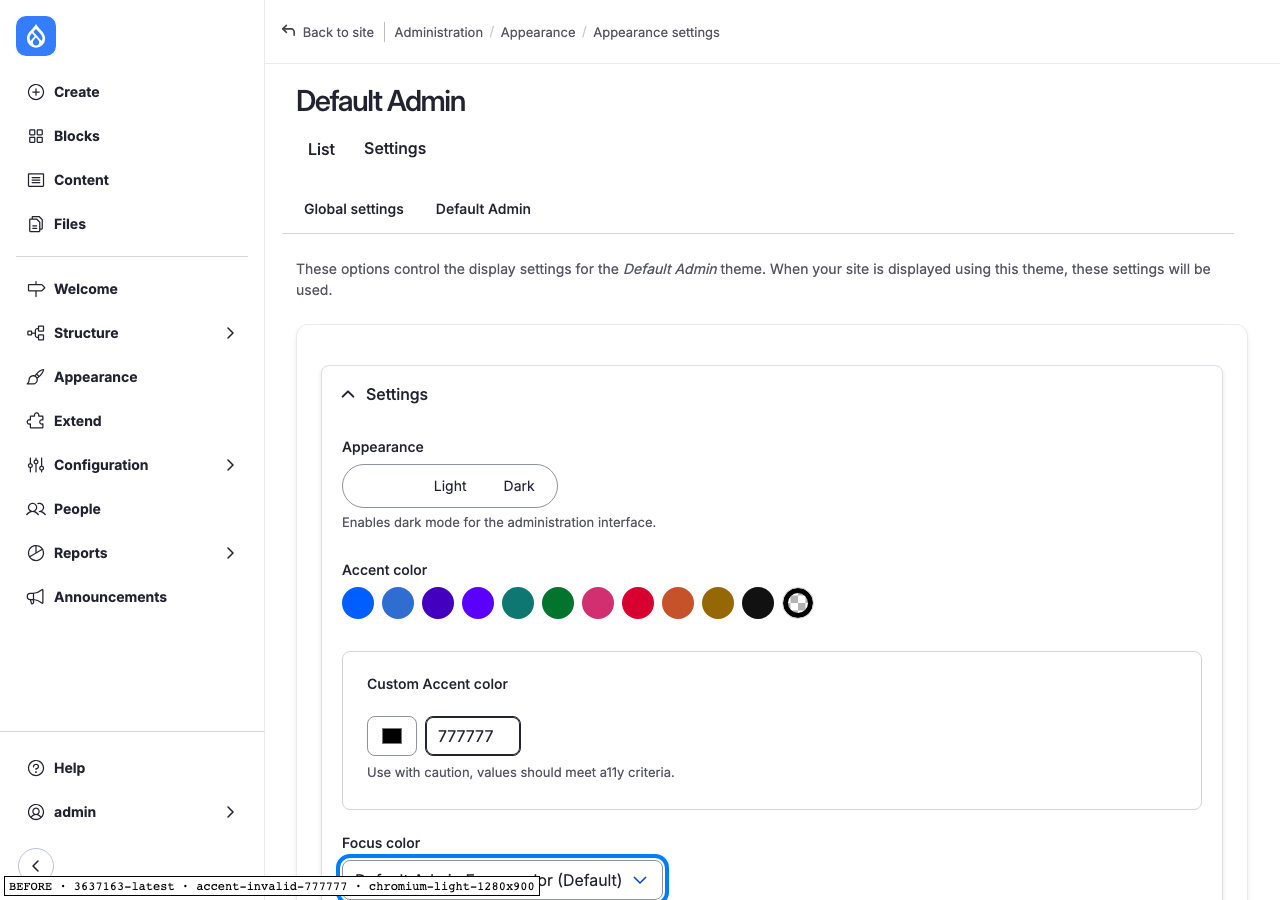 Back to site
Administration / Appearance / Appearance settings
Create
Blocks
Content
Files
Welcome
Structure
Appearance
Extend
Configuration
People
Reports
Announcements
Help
admin
Default Admin
List
Settings
Global settings
Default Admin
These options control the display settings for the Default Admin theme. When your site is displayed using this theme, these settings will be
used.
Settings
Appearance
Light
Dark
Enables dark mode for the administration interface.
Accent color
Custom Accent color
777777
Use with caution, values should meet a11y criteria.
Focus color
(Default)
BEFORE · 3637163-latest · accent-invalid-777777 · chromium-light-1280x900